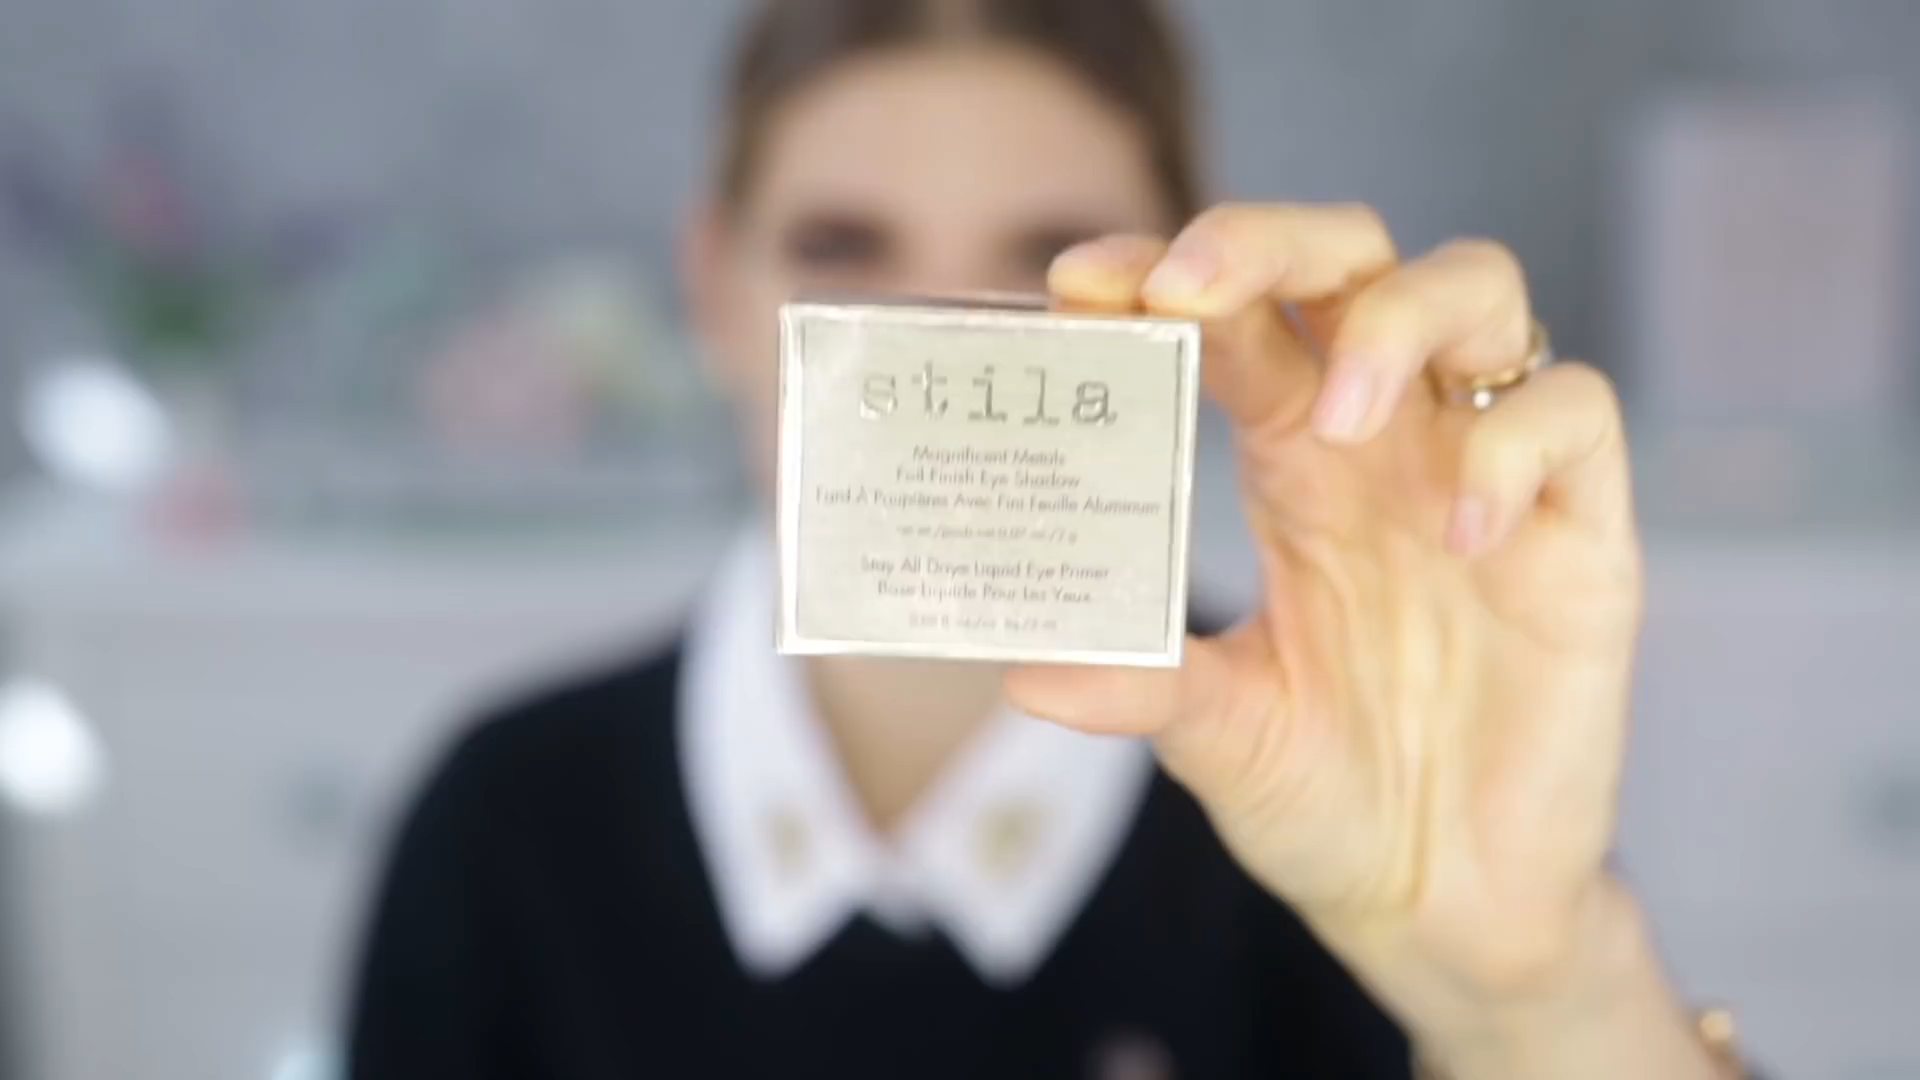 stila
Magnificent Metals
Foil Finish Eye Shadow
Fard À Paupières Avec Fini Feuille Aluminum
Stay All Day® Liquid Eye Primer
Base Liquide Pour Les Yeux